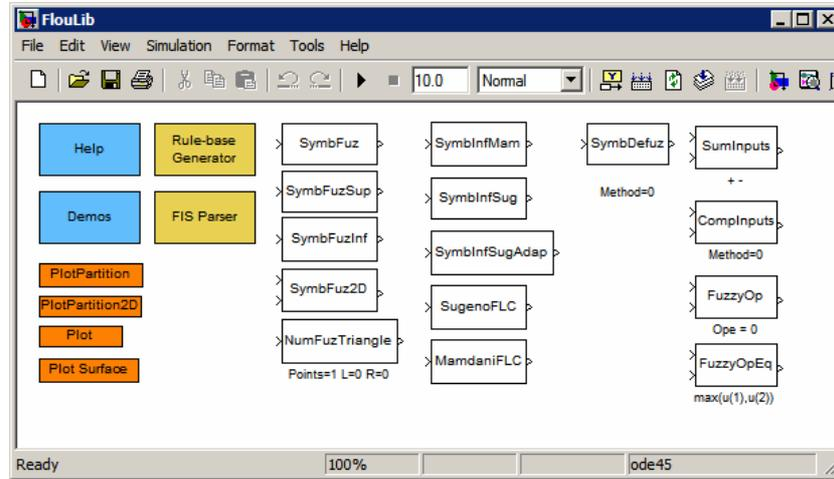 FlouLib
File Edit View Simulation Format Tools Help
10.0 Normal
Help
Rule-base
Generator
SymbFuz
SymbInfMam
SymbDefuz
SumInputs
+ -
SymbFuzSup
SymbInfSug
Method=0
Demos
FIS Parser
CompInputs
Method=0
SymbFuzInf
SymbInfSugAdap
PlotPartition
PlotPartition2D
SymbFuz2D
SugenoFLC
FuzzyOp
Ope = 0
Plot
NumFuzTriangle
Points=1 L=0 R=0
MamdaniFLC
FuzzyOpEq
max(u(1),u(2))
Plot Surface
Ready 100% ode45